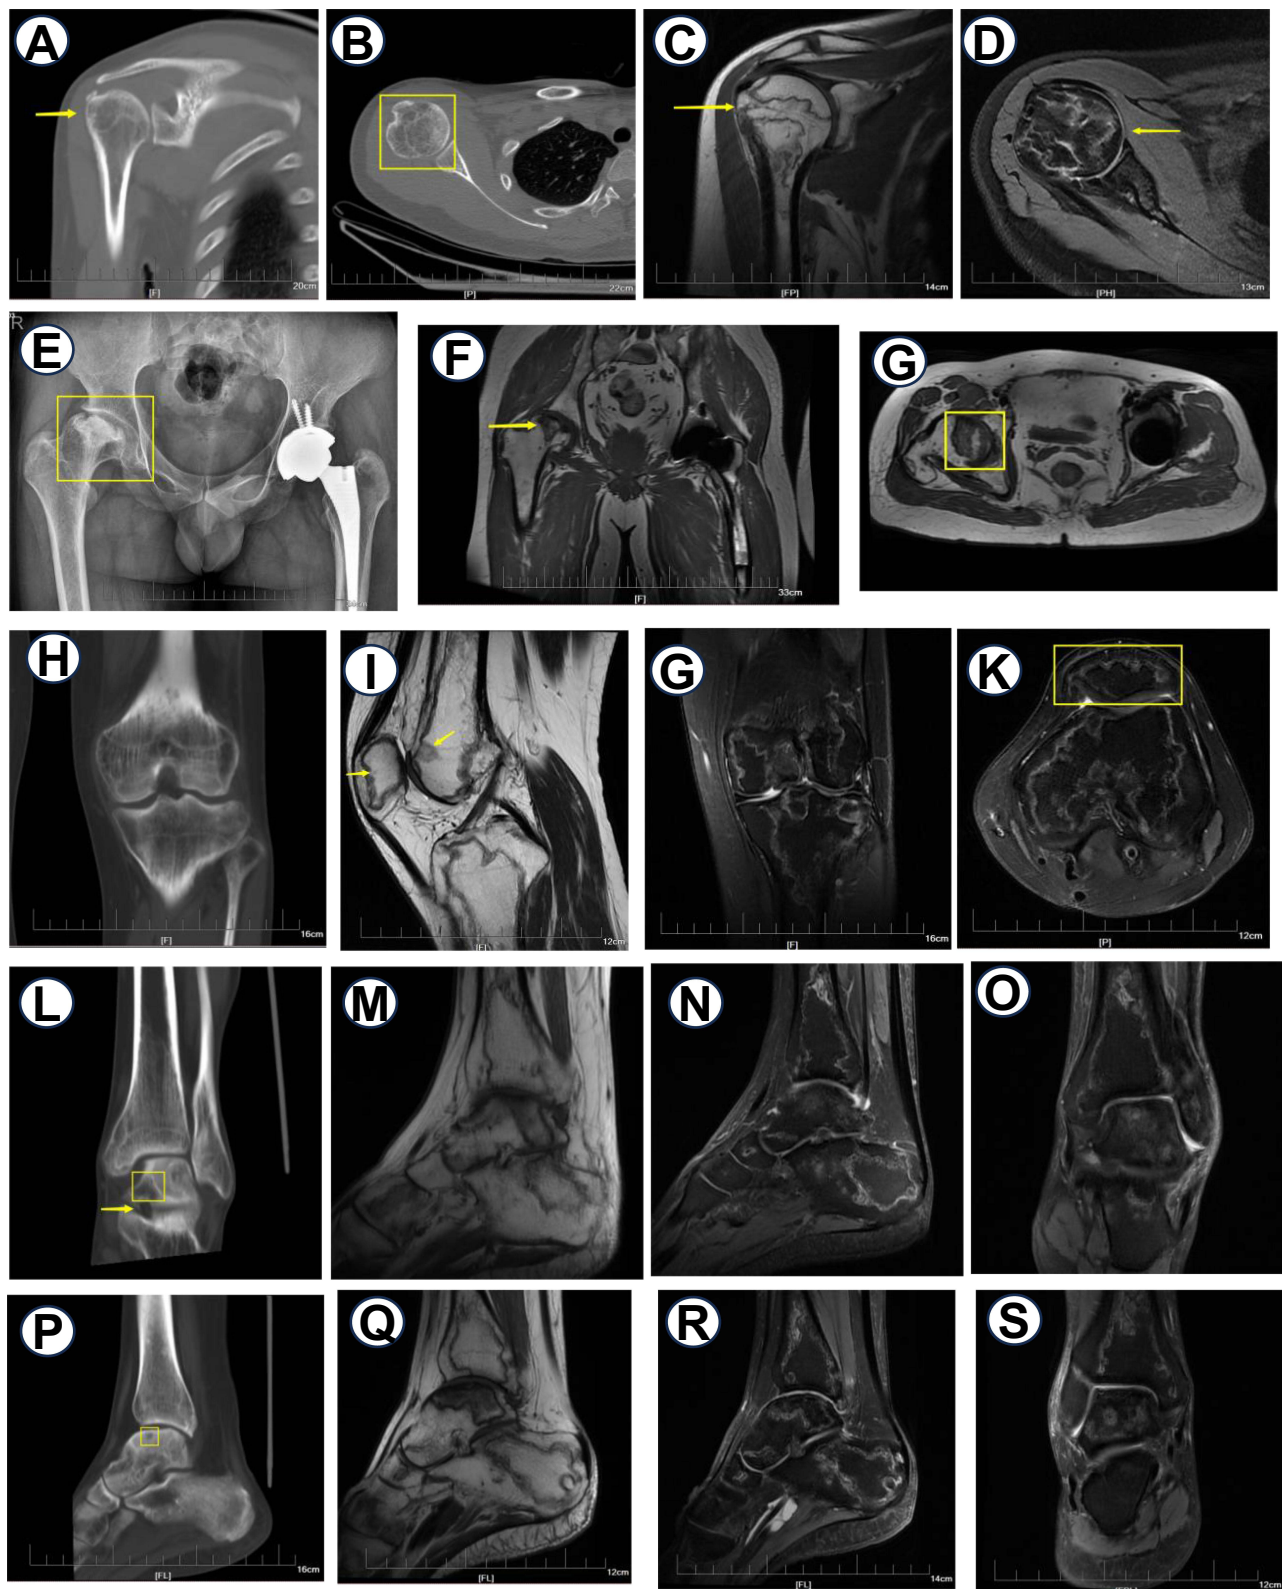 A
B
C
D
20cm
[F]
22cm
[P]
14cm
[FP]
13cm
[PH]
R
E
F
G
33cm
[F]
H
I
G
K
16cm
[F]
12cm
[F]
16cm
[F]
12cm
[P]
L
M
N
O
P
Q
R
S
16cm
[FL]
12cm
[FL]
14cm
[FL]
12cm